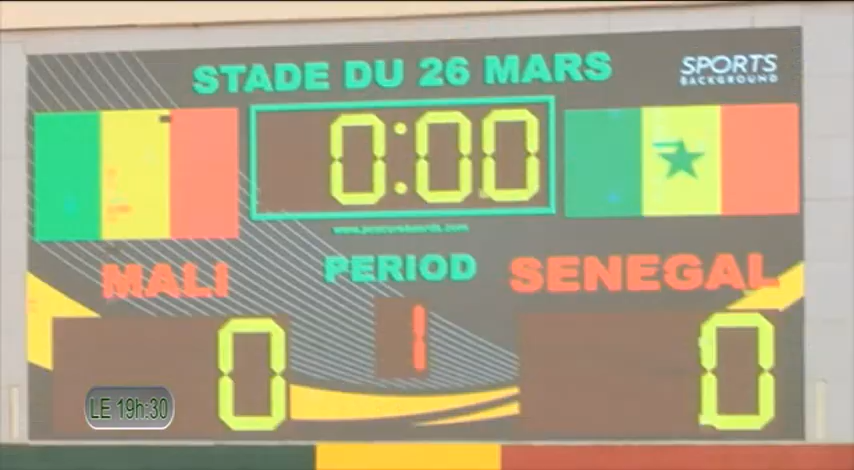 STADE DU 26 MARS
SPORTS
BACKGROUND
0:00
MALI
PERIOD
SENEGAL
0
1
0
LE 19h:30